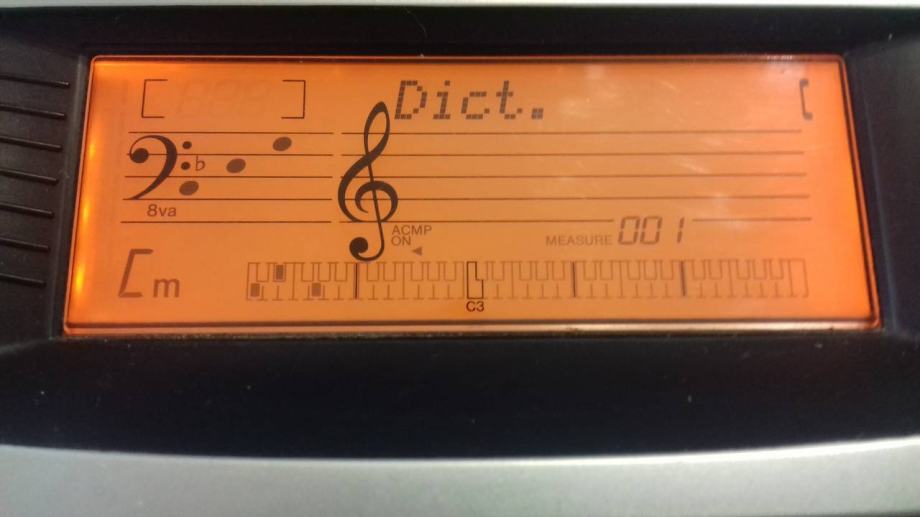 Dict.
8va
ACMP
ON
MEASURE 001
Cm
C3